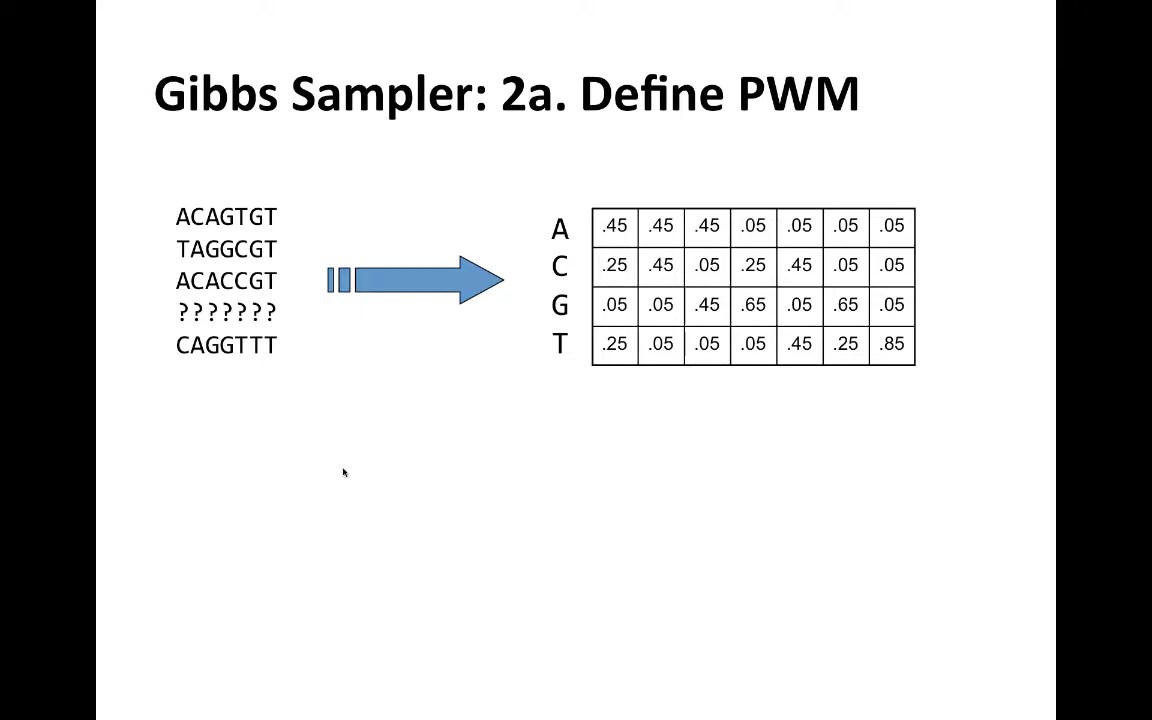 Gibbs Sampler: 2a. Define PWM
ACAGTGT
TAGGCGT
ACACCGT
???????
CAGGTTT
A .45 .45 .45 .05 .05 .05 .05
C .25 .45 .05 .25 .45 .05 .05
G .05 .05 .45 .65 .05 .65 .05
T .25 .05 .05 .05 .45 .25 .85